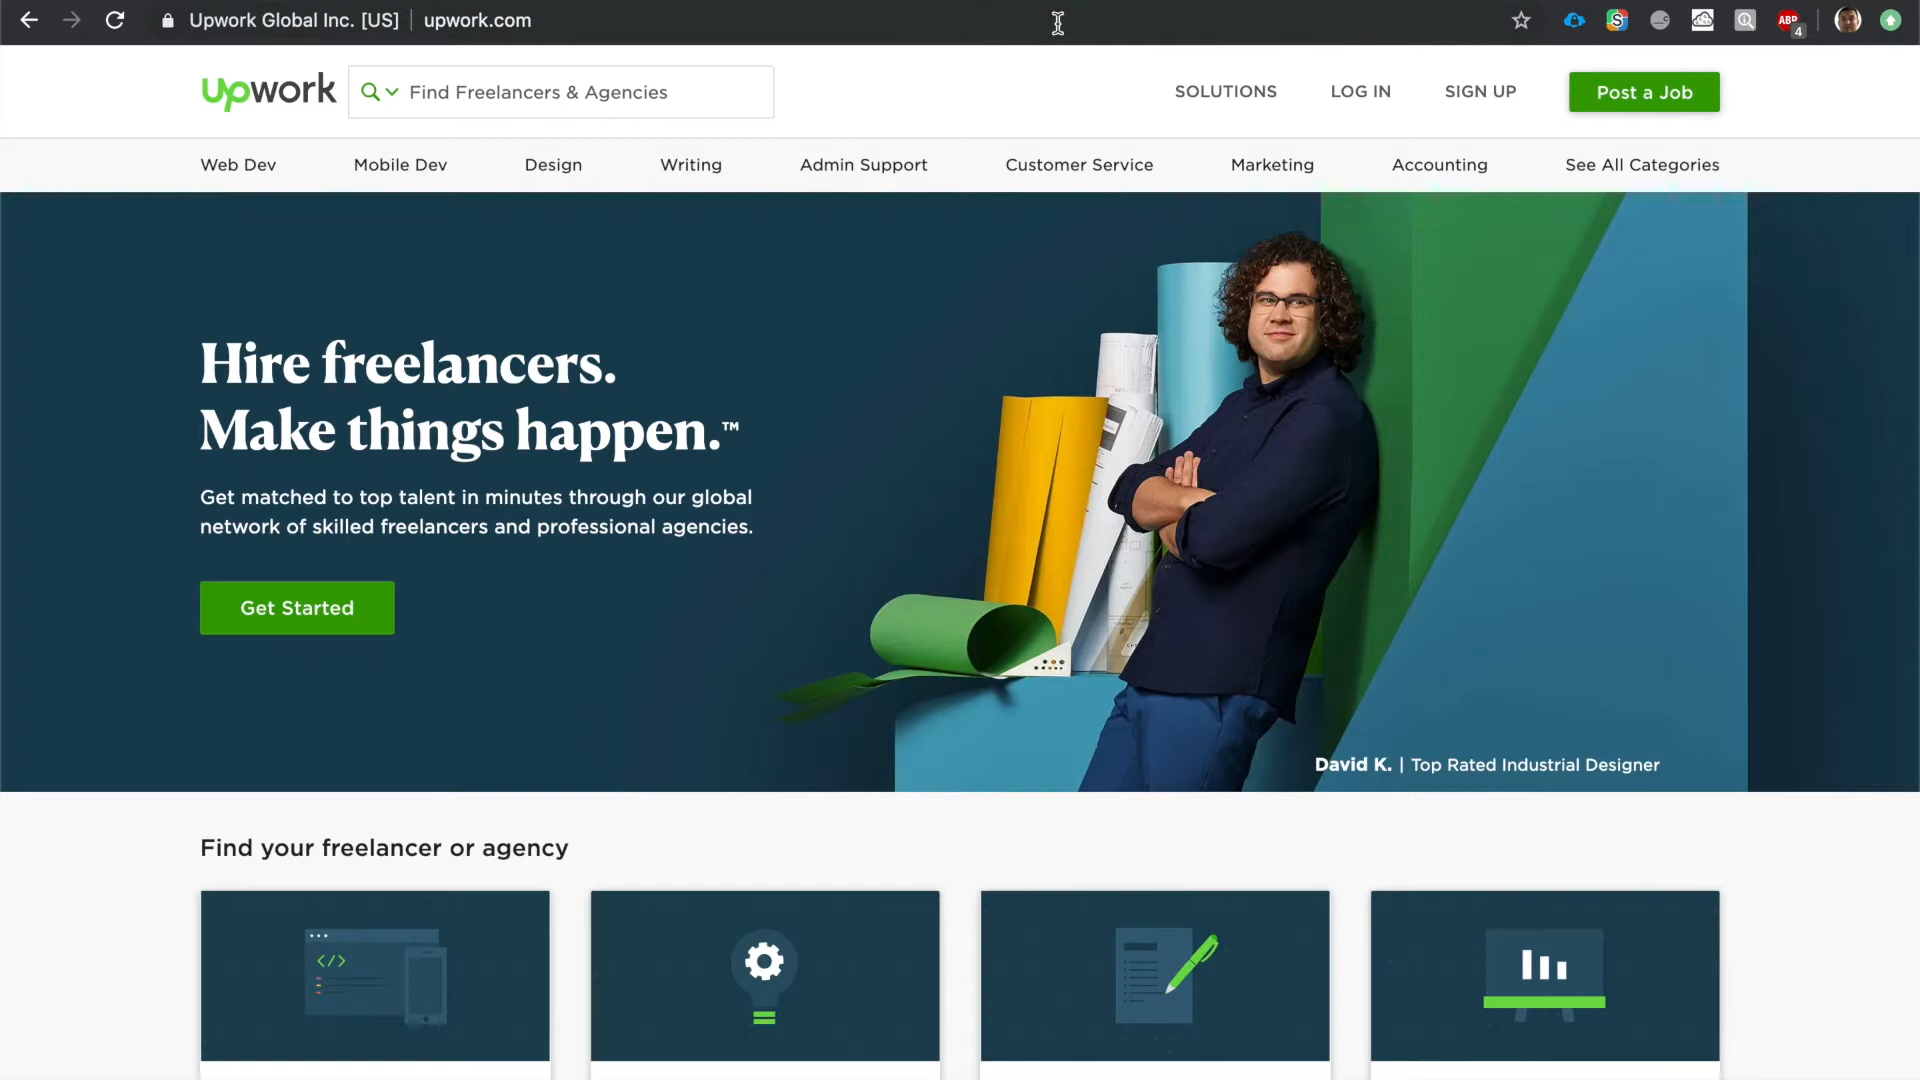 Upwork Global Inc. [US] upwork.com
ABP
4
upwork
Find Freelancers & Agencies
SOLUTIONS LOG IN SIGN UP Post a Job
Web Dev Mobile Dev Design Writing Admin Support Customer Service Marketing Accounting See All Categories
Hire freelancers.
Make things happen.™
Get matched to top talent in minutes through our global
network of skilled freelancers and professional agencies.
Get Started
David K. | Top Rated Industrial Designer
Find your freelancer or agency